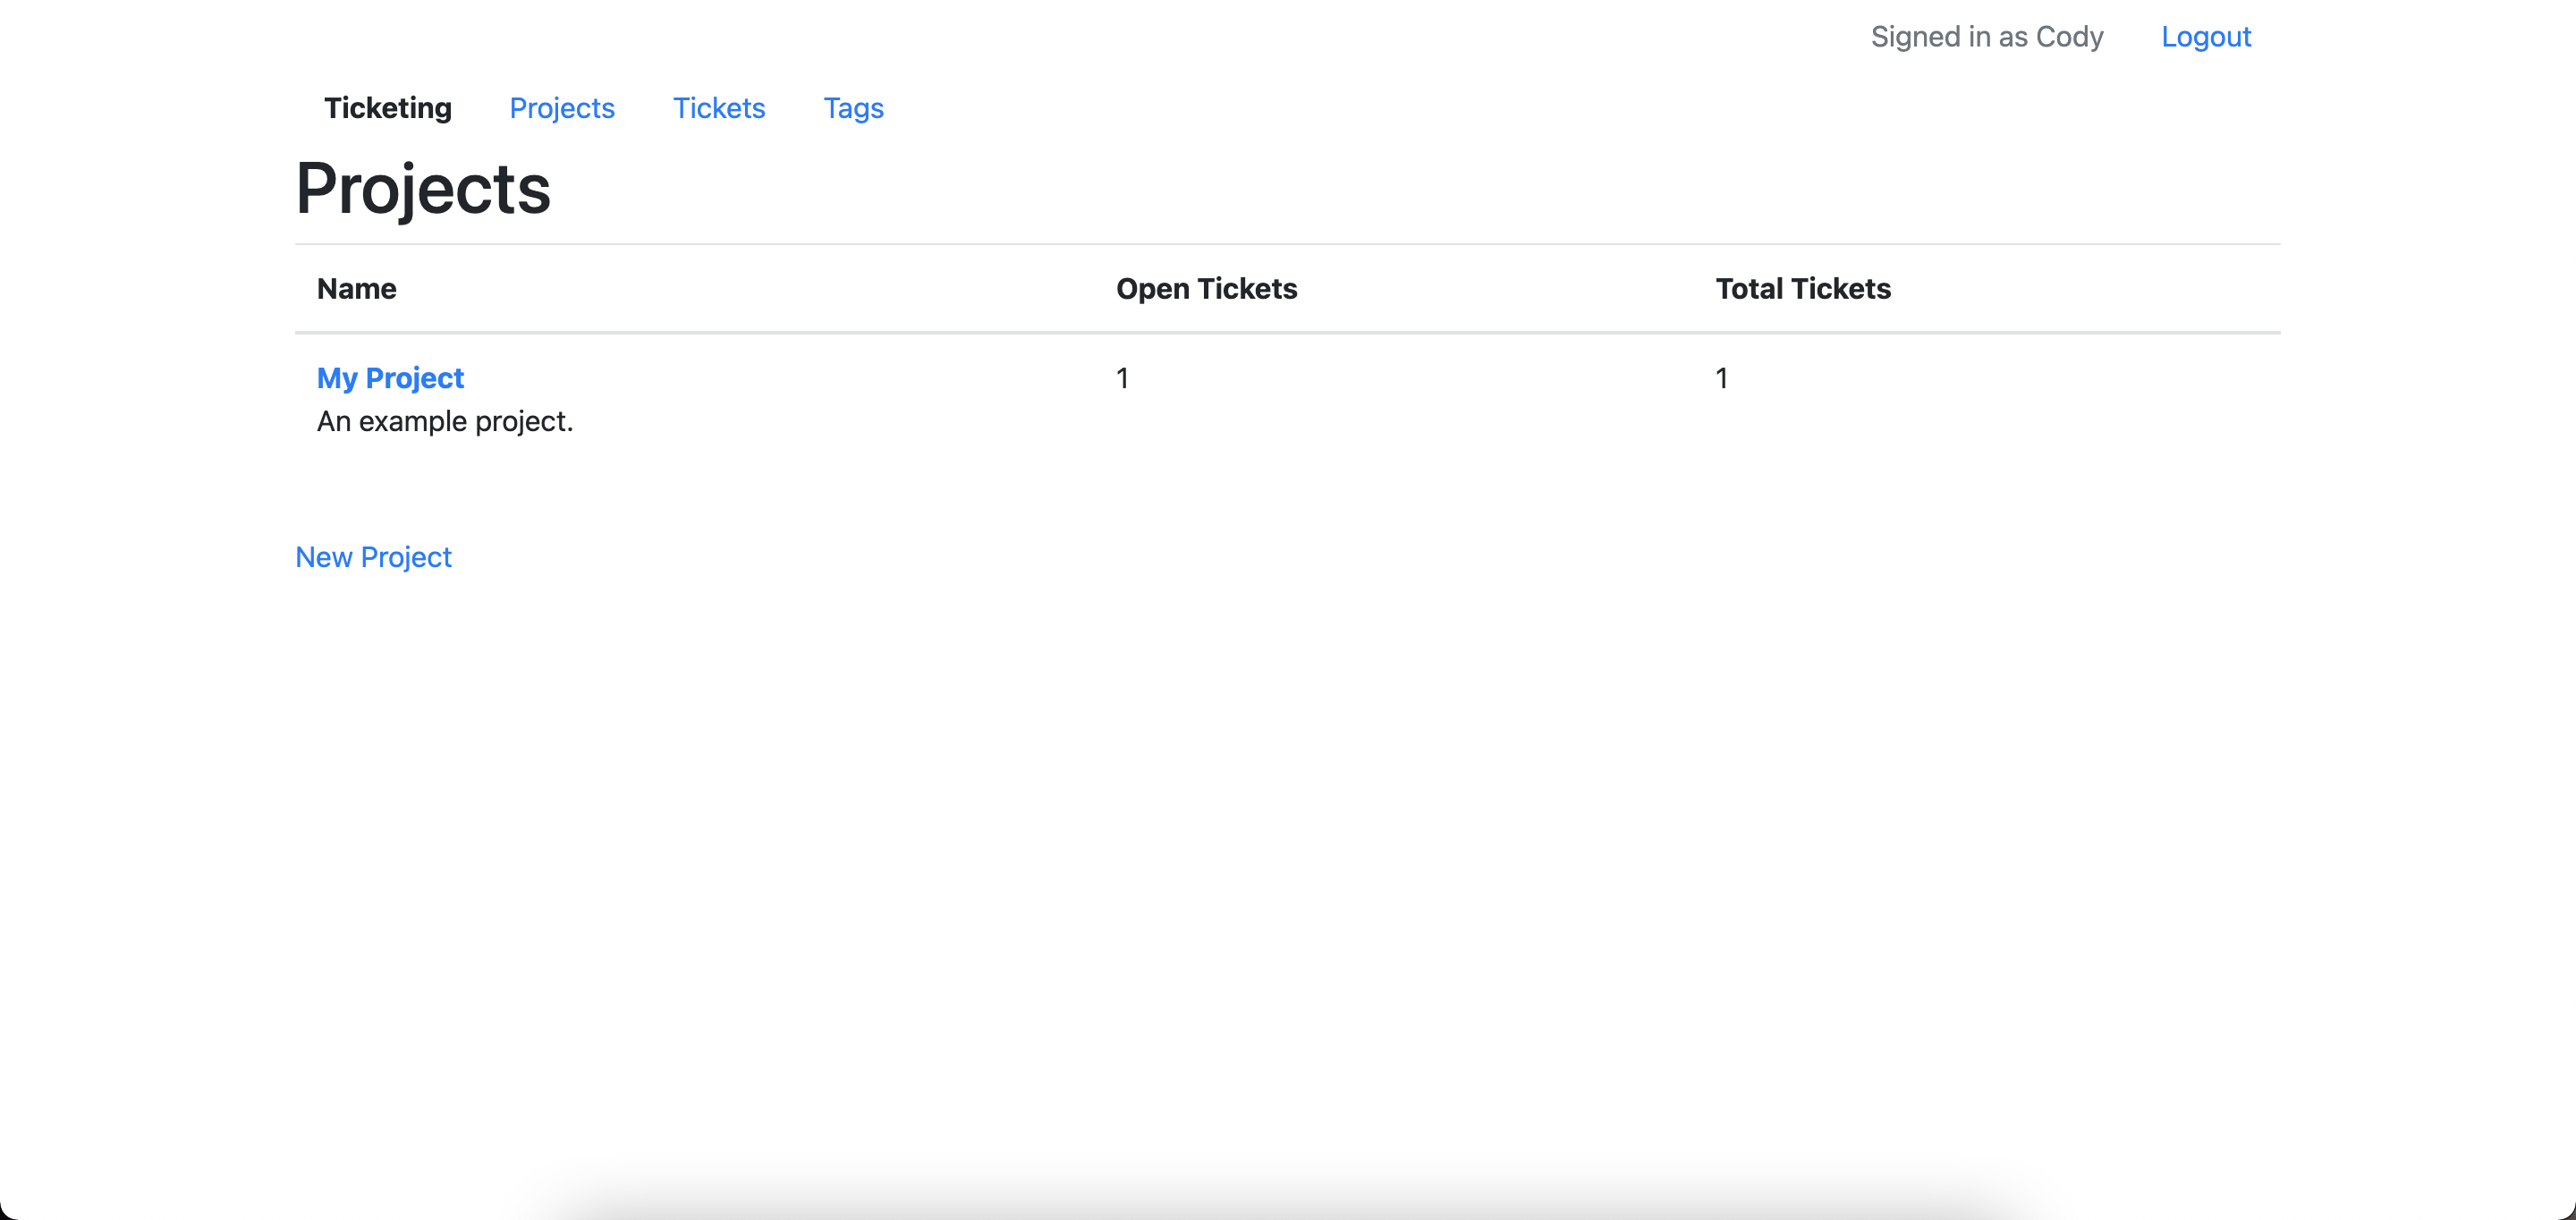 Signed in as Cody Logout
Ticketing Projects Tickets Tags
Projects
Name Open Tickets Total Tickets
My Project 1 1
An example project.
New Project